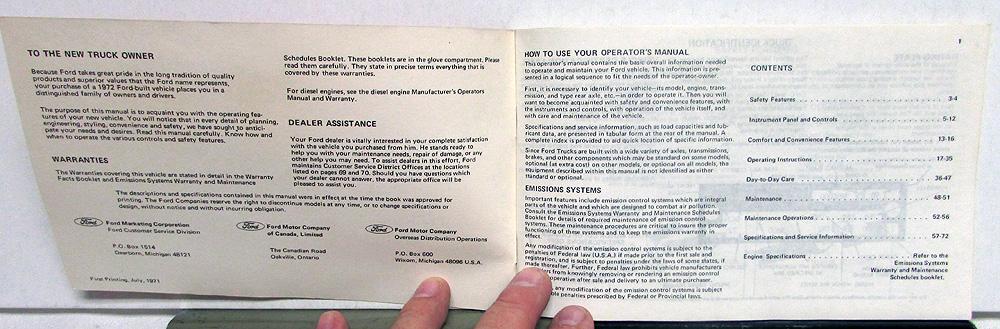 TO THE NEW TRUCK OWNER
Because Ford takes great pride in the long tradition of quality
products and superior values that the Ford name represents,
your purchase of a 1972 Ford-built vehicle places you in a
distinguished family of owners and drivers.
The purpose of this manual is to acquaint you with the operating fea-
tures of your new vehicle. You will notice that in every detail of planning,
engineering, styling, convenience and safety, we have sought to antici-
pate your needs and desires. Read this manual carefully. Know how and
when to operate the various controls and safety features.
WARRANTIES
The Warranties covering this vehicle are stated in detail in the Warranty
Facts Booklet and Emissions Systems Warranty and Maintenance
Schedules Booklet. These booklets are in the glove compartment. Please
read them carefully. They state in precise terms everything that is
covered by these warranties.
For diesel engines, see the diesel engine Manufacturer's Operators
Manual and Warranty.
DEALER ASSISTANCE
Your Ford dealer is vitally interested in your complete satisfaction
with the vehicle you purchased from him. He stands ready to
help you with your maintenance needs, repair of damage, or any
other help you may need. To assist dealers in this effort, Ford
maintains Customer Service District Offices at the locations
listed on pages 69 and 70. Should you have questions which
your dealer cannot answer, the appropriate office will be
pleased to assist you.
The descriptions and specifications contained in this manual were in effect at the time the book was approved for
printing. The Ford Companies reserve the right to discontinue models at any time, or to change specifications or
design, without notice and without incurring obligation.
Ford Ford Marketing Corporation
Ford Customer Service Division
P.O. Box 1514
Dearborn, Michigan 48121
Ford Ford Motor Company
of Canada, Limited
The Canadian Road
Oakville, Ontario
Ford Ford Motor Company
Overseas Distribution Operations
P.O. Box 600
Wixom, Michigan 48096 U.S.A.
First Printing, July, 1971
1
HOW TO USE YOUR OPERATOR'S MANUAL
This operator's manual contains the basic overall information needed
to operate and maintain your Ford vehicle. This information is pre-
sented in a logical sequence to fit the needs of the operator-owner.
First, it is necessary to identify your vehicle—its model, engine, trans-
mission, and type rear axle, etc.—in order to operate it. Then you will
want to become acquainted with safety and convenience features, with
the instruments and controls, with operation of the vehicle itself, and
with care and maintenance of the vehicle.
Specifications and service information, such as load capacities and lub-
ricant data, are presented in tabular form at the rear of the manual. A
complete index is provided to aid quick location of specific information.
Since Ford Trucks are built with a wide variety of axles, transmissions,
brakes, and other components which may be standard on some models,
optional (at extra cost) on other models, or optional on all models, the
equipment described within this manual is not identified as either
standard or optional.
EMISSIONS SYSTEMS
Important features include emission control systems which are integral
parts of the vehicle and which are designed to combat air pollution.
Consult the Emissions Systems Warranty and Maintenance Schedules
Booklet for details of required maintenance of emission control
systems. These maintenance procedures are critical to insure the proper
functioning of these systems and to keep the emissions warranty in
effect.
Any modification of the emission control systems is subject to the
penalties of Federal law (U.S.A.) if made prior to the first sale and
registration, and is subject to penalties under the laws of some states, if
made thereafter. Further, Federal law prohibits vehicle manufacturers
from knowingly removing or rendering an emission control
operative after sale and delivery to an ultimate purchaser.
any modification of the emission control systems is subject
penalties prescribed by Federal or Provincial laws.
CONTENTS
Safety Features . . . . . . . . . . . . . . 3-4
Instrument Panel and Controls . . . . . . . . . . 5-12
Comfort and Convenience Features . . . . . . . . 13-16
Operating Instructions . . . . . . . . . . . . 17-35
Day-to-Day Care . . . . . . . . . . . . . . 36-47
Maintenance . . . . . . . . . . . . . . . 48-51
Maintenance Operations . . . . . . . . . . . 52-56
Specifications and Service Information . . . . . . . 57-72
Engine Specifications . . . . . . . . . . . Refer to the
Emissions Systems
Warranty and Maintenance
Schedules booklet.